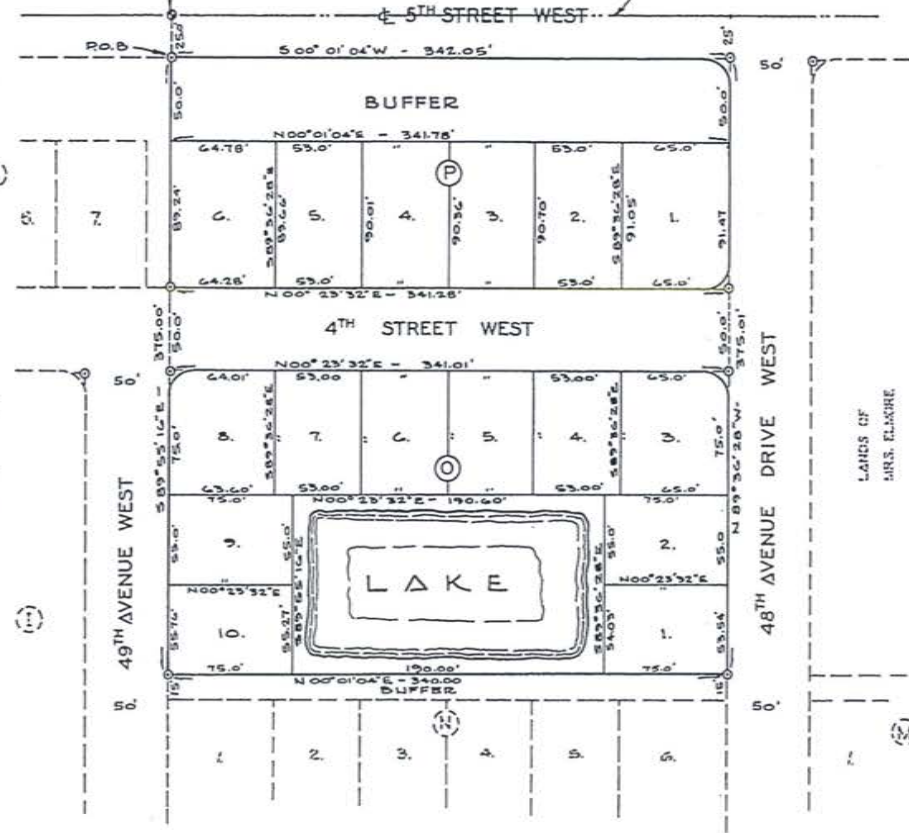 ℄ 5TH STREET WEST
25.0'
25'
P.O.B
S 00° 01' 04" W - 342.05'
50'
50.0'
BUFFER
50.0'
N 00° 01' 04" E - 341.78'
64.78' 53.0' " " 53.0' 65.0'
P
89.24' 6. S 89° 36' 28" E 89.66' 5. 90.01' 4. 90.36' 3. 90.70' 2. S 89° 36' 28" E 91.05' 1. 91.47
7.
64.28' 53.0' " " 53.0' 65.0'
N 00° 23' 32" E - 341.28'
375.00'
50.0'
4TH STREET WEST
50.0'
375.01'
N 00° 23' 32" E - 341.01'
50'
64.01' 53.00 " " 53.00' 65.0'
S 89° 55' 16" E
75.0' 8. S 89° 36' 28" E " 7. " 6. " 5. " 4. S 89° 36' 28" E 3. 75.0'
N 89° 36' 28" W
O
63.60' 53.00' " " 53.00' 65.0'
75.0' N 00° 23' 32" E - 190.60' 75.0'
55.0' 9. 55.0' 55.0' 2. 55.0
" N 00° 23' 32" E
N 00° 23' 32" E "
LAKE
S 89° 55' 16" E
S 89° 36' 28" E
55.76' 10. 55.27' 54.03' 1. 53.54'
75.0' 190.00' 75.0'
N 00° 01' 04" E - 340.00
15' BUFFER 15'
50. 50'
49TH AVENUE WEST
48TH AVENUE DRIVE WEST
LANDS OF
MRS. ELMORE
2. 3. 4. 5. 6.